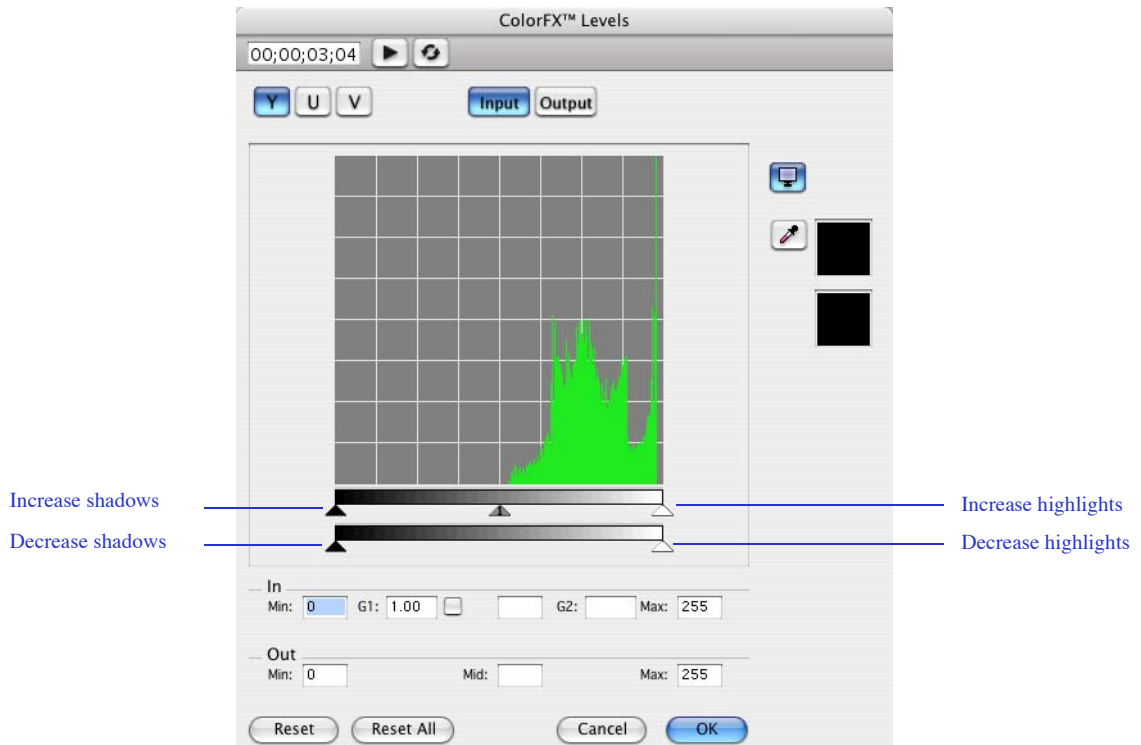 ColorFX™ Levels
00;00;03;04
Y U V Input Output
Increase shadows
Increase highlights
Decrease shadows
Decrease highlights
In
Min: 0 G1: 1.00 G2: Max: 255
Out
Min: 0 Mid: Max: 255
Reset Reset All Cancel OK